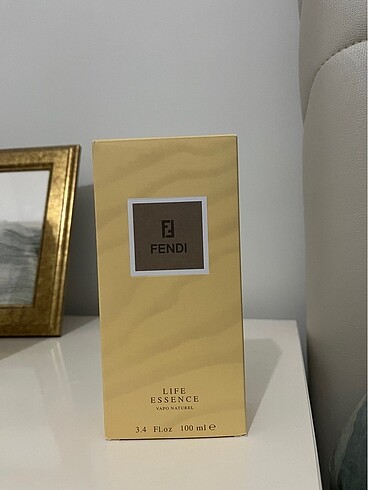 FENDI
LIFE
ESSENCE
VAPO NATUREL
3.4 Fl.oz 100 ml ℮